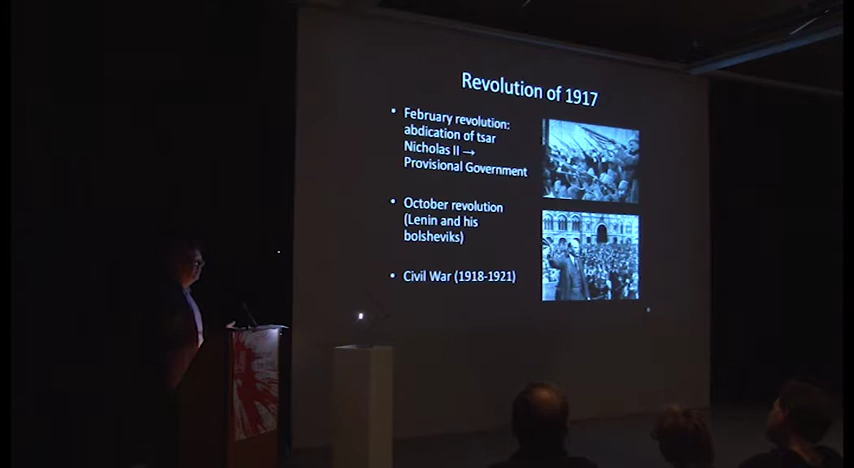 Revolution of 1917
• February revolution:
abdication of tsar
Nicholas II →
Provisional Government
• October revolution
(Lenin and his
bolsheviks)
• Civil War (1918-1921)